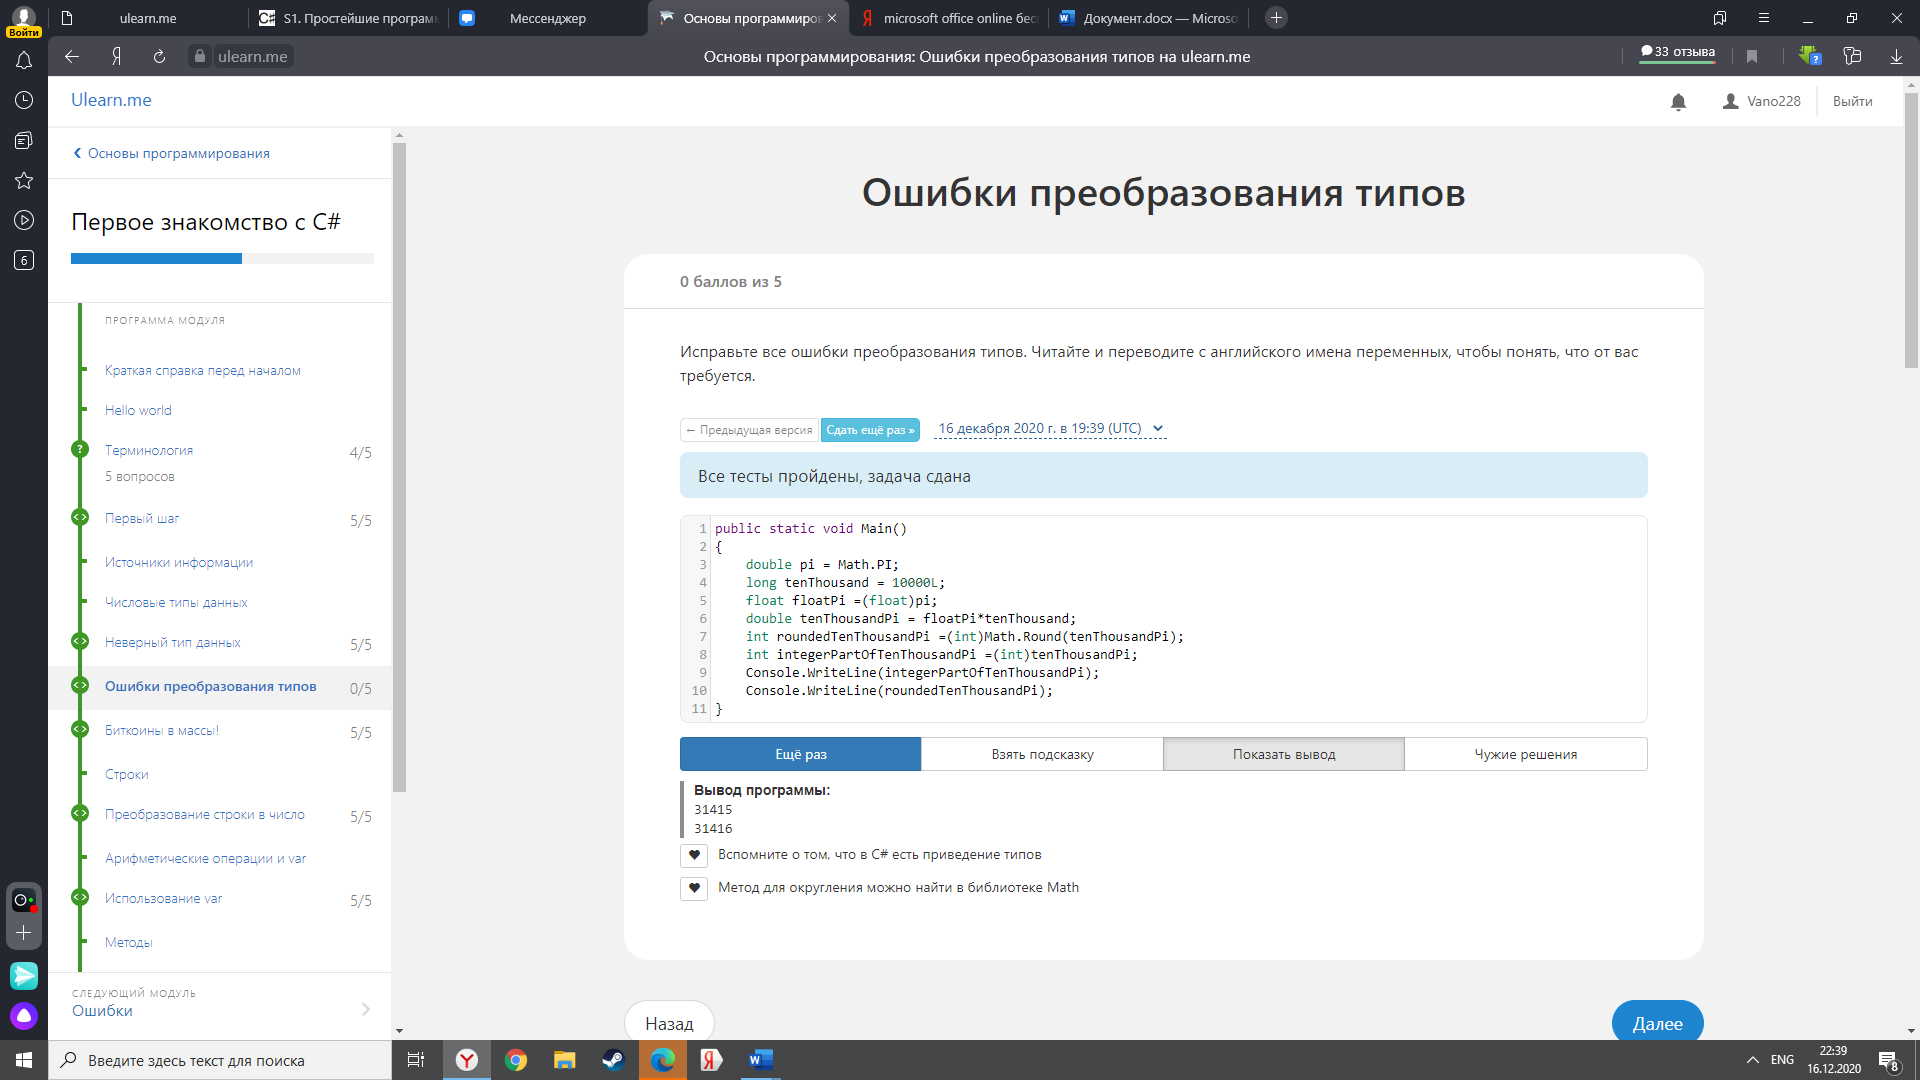 Войти
ulearn.me
S1. Простейшие програм
Мессенджер
Основы программиров
microsoft office online бес
Документ.docx — Microso
ulearn.me
Основы программирования: Ошибки преобразования типов на ulearn.me
33 отзыва
6
Ulearn.me
Vano228
Выйти
Основы программирования
Первое знакомство с C#
ПРОГРАММА МОДУЛЯ
Краткая справка перед началом
Hello world
Терминология 4/5
5 вопросов
Первый шаг 5/5
Источники информации
Числовые типы данных
Неверный тип данных 5/5
Ошибки преобразования типов 0/5
Биткоины в массы! 5/5
Строки
Преобразование строки в число 5/5
Арифметические операции и var
Использование var 5/5
Методы
СЛЕДУЮЩИЙ МОДУЛЬ
Ошибки
Ошибки преобразования типов
0 баллов из 5
Исправьте все ошибки преобразования типов. Читайте и переводите с английского имена переменных, чтобы понять, что от вас
требуется.
← Предыдущая версия Сдать ещё раз » 16 декабря 2020 г. в 19:39 (UTC)
Все тесты пройдены, задача сдана
1 public static void Main()
2 {
3 double pi = Math.PI;
4 long tenThousand = 10000L;
5 float floatPi =(float)pi;
6 double tenThousandPi = floatPi*tenThousand;
7 int roundedTenThousandPi =(int)Math.Round(tenThousandPi);
8 int integerPartOfTenThousandPi =(int)tenThousandPi;
9 Console.WriteLine(integerPartOfTenThousandPi);
10 Console.WriteLine(roundedTenThousandPi);
11 }
Ещё раз Взять подсказку Показать вывод Чужие решения
Вывод программы:
31415
31416
Вспомните о том, что в C# есть приведение типов
Метод для округления можно найти в библиотеке Math
Назад
Далее
Введите здесь текст для поиска
ENG
22:39
16.12.2020
8